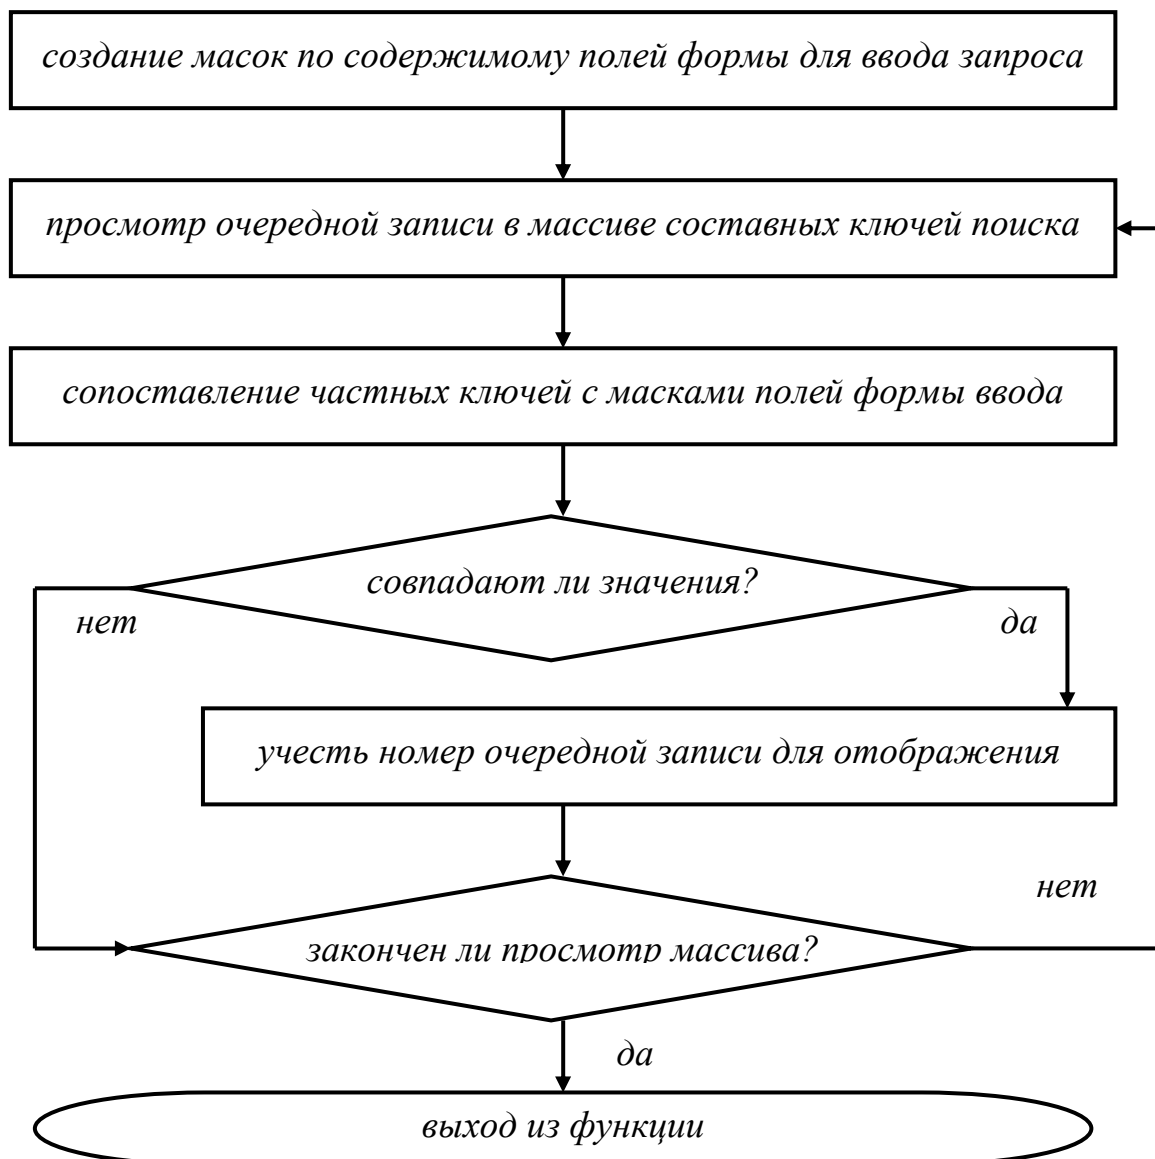 создание масок по содержимому полей формы для ввода запроса
просмотр очередной записи в массиве составных ключей поиска
сопоставление частных ключей с масками полей формы ввода
совпадают ли значения?
нет
да
учесть номер очередной записи для отображения
нет
закончен ли просмотр массива?
да
выход из функции